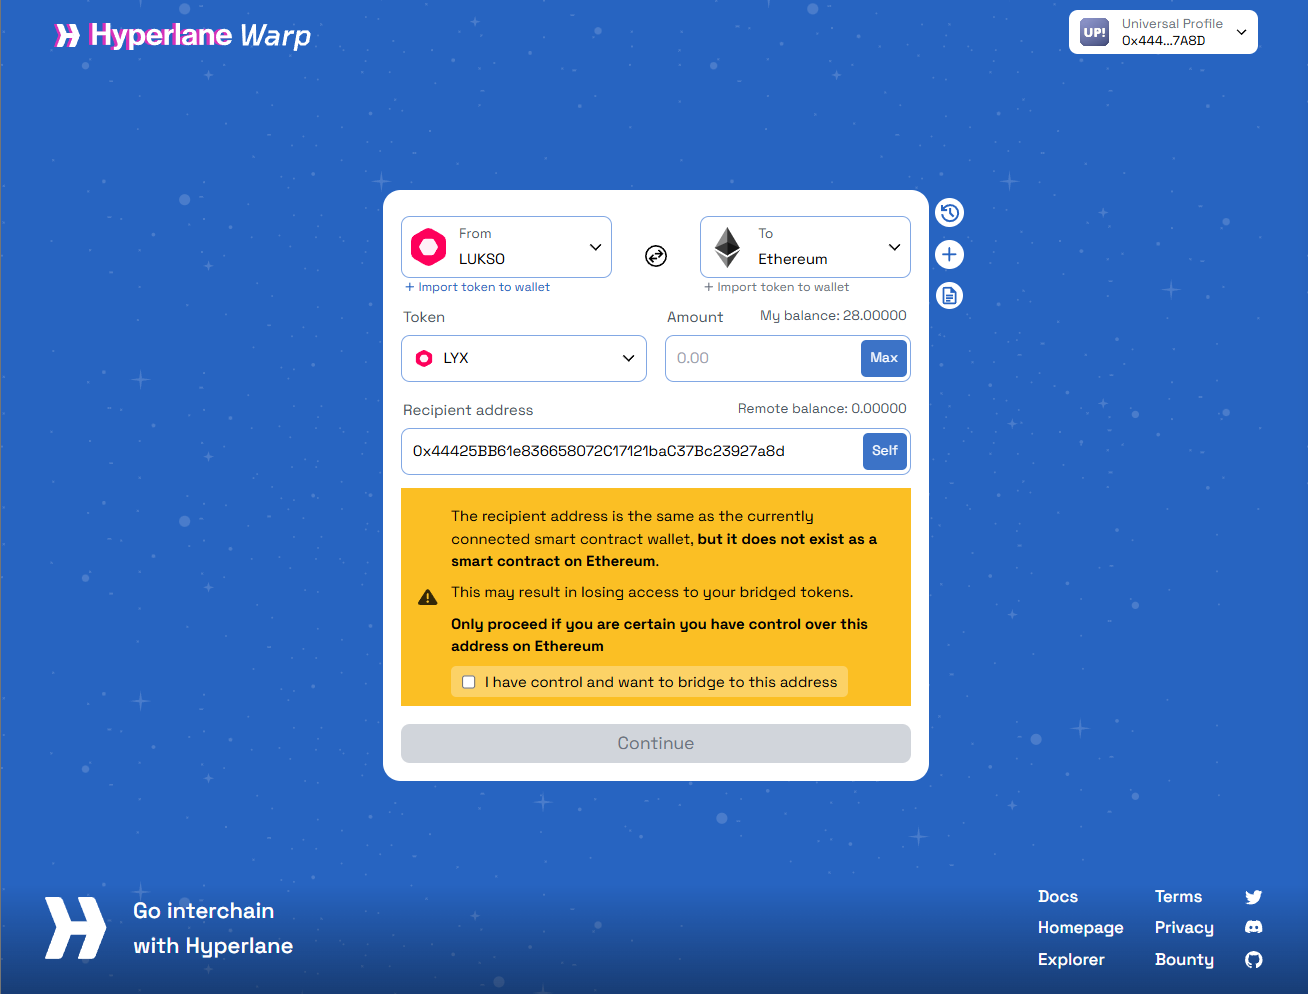 Hyperlane Warp
UP!
Universal Profile
0x444...7A8D
From
LUKSO
To
Ethereum
+ Import token to wallet
+ Import token to wallet
Token
Amount
My balance: 28.00000
LYX
0.00
Max
Recipient address
Remote balance: 0.00000
0x44425BB61e836658072C17121baC37Bc23927a8d
Self
The recipient address is the same as the currently
connected smart contract wallet, but it does not exist as a
smart contract on Ethereum.
This may result in losing access to your bridged tokens.
Only proceed if you are certain you have control over this
address on Ethereum
I have control and want to bridge to this address
Continue
Go interchain
with Hyperlane
Docs
Terms
Homepage
Privacy
Explorer
Bounty